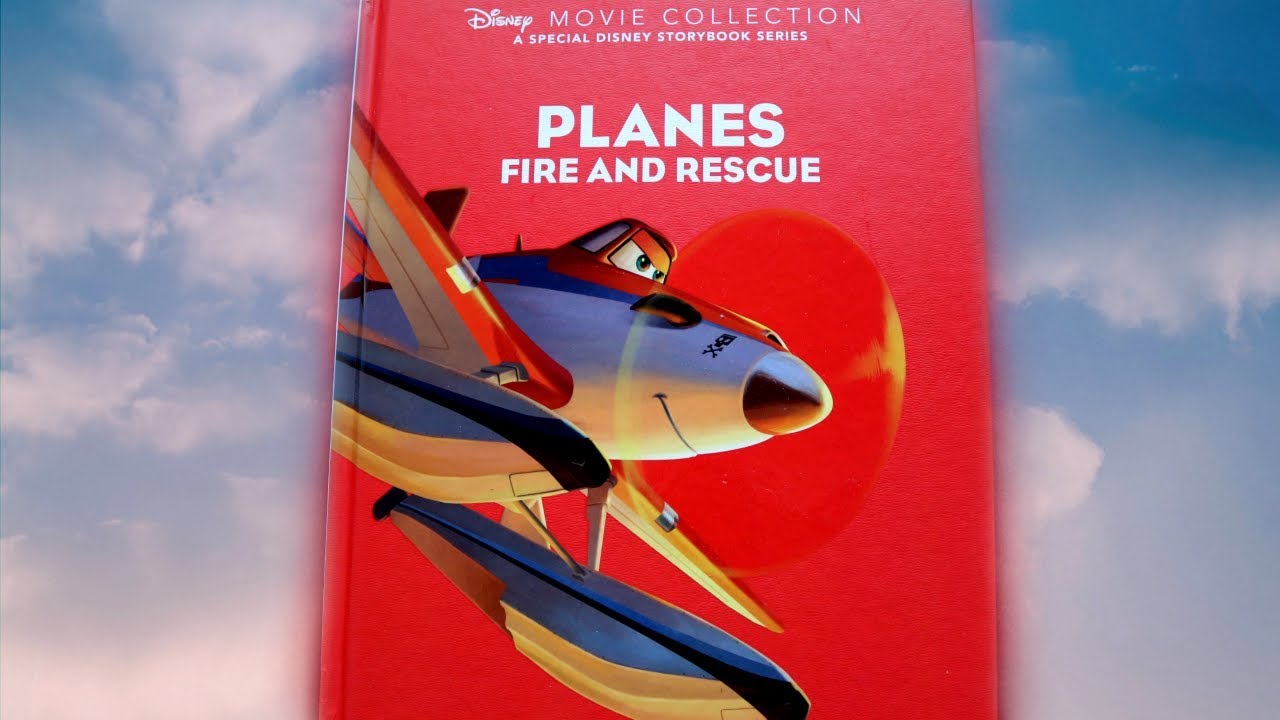 Disney MOVIE COLLECTION
A SPECIAL DISNEY STORYBOOK SERIES
PLANES
FIRE AND RESCUE